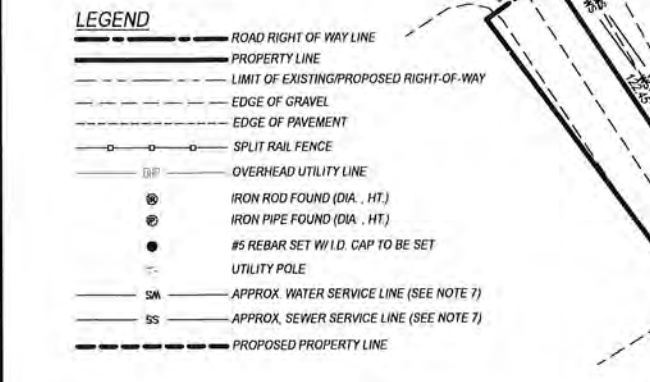 LEGEND
ROAD RIGHT OF WAY LINE
PROPERTY LINE
LIMIT OF EXISTING/PROPOSED RIGHT-OF-WAY
EDGE OF GRAVEL
EDGE OF PAVEMENT
SPLIT RAIL FENCE
OHP OVERHEAD UTILITY LINE
IRON ROD FOUND (DIA. , HT.)
IRON PIPE FOUND (DIA. , HT.)
#5 REBAR SET W/ I.D. CAP TO BE SET
UTILITY POLE
SW APPROX. WATER SERVICE LINE (SEE NOTE 7)
SS APPROX. SEWER SERVICE LINE (SEE NOTE 7)
PROPOSED PROPERTY LINE
122.45